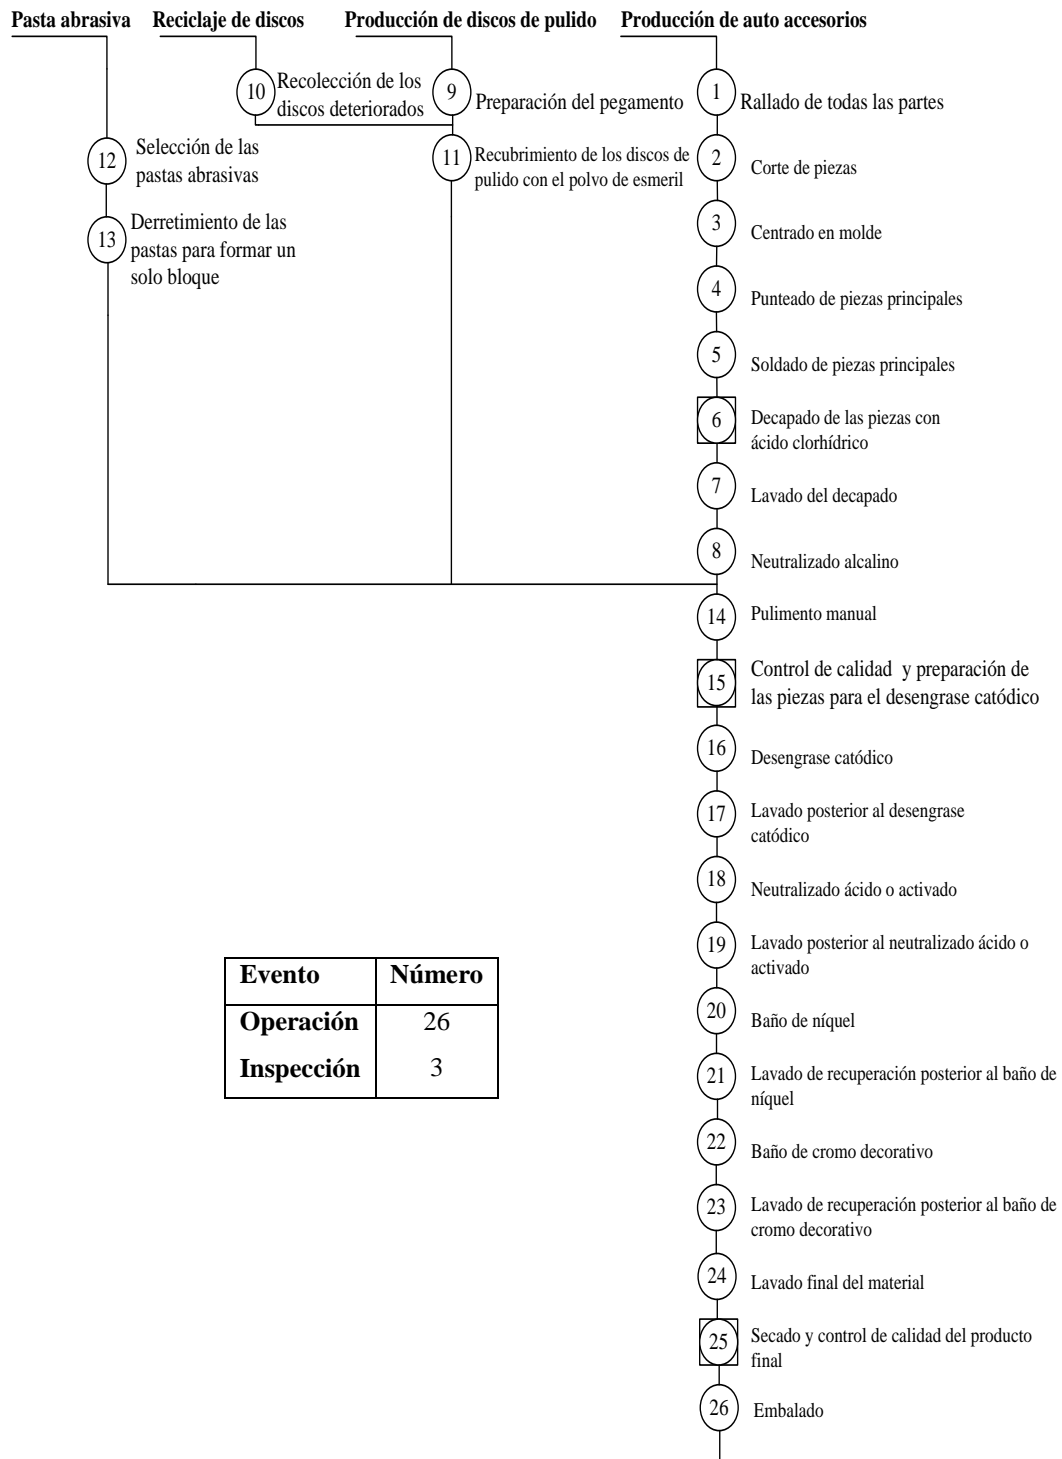 Pasta abrasiva
Reciclaje de discos
Producción de discos de pulido
Producción de auto accesorios
10
Recolección de los
discos deteriorados
9
Preparación del pegamento
1
Rallado de todas las partes
12
Selección de las
pastas abrasivas
11
Recubrimiento de los discos de
pulido con el polvo de esmeril
2
Corte de piezas
13
Derretimiento de las
pastas para formar un
solo bloque
3
Centrado en molde
4
Punteado de piezas principales
5
Soldado de piezas principales
6
Decapado de las piezas con
ácido clorhídrico
7
Lavado del decapado
8
Neutralizado alcalino
14
Pulimento manual
15
Control de calidad y preparación de
las piezas para el desengrase catódico
16
Desengrase catódico
17
Lavado posterior al desengrase
catódico
18
Neutralizado ácido o activado
19
Lavado posterior al neutralizado ácido o
activado
20
Baño de níquel
21
Lavado de recuperación posterior al baño de
níquel
22
Baño de cromo decorativo
23
Lavado de recuperación posterior al baño de
cromo decorativo
24
Lavado final del material
25
Secado y control de calidad del producto
final
26
Embalado
Evento Número
Operación 26
Inspección 3